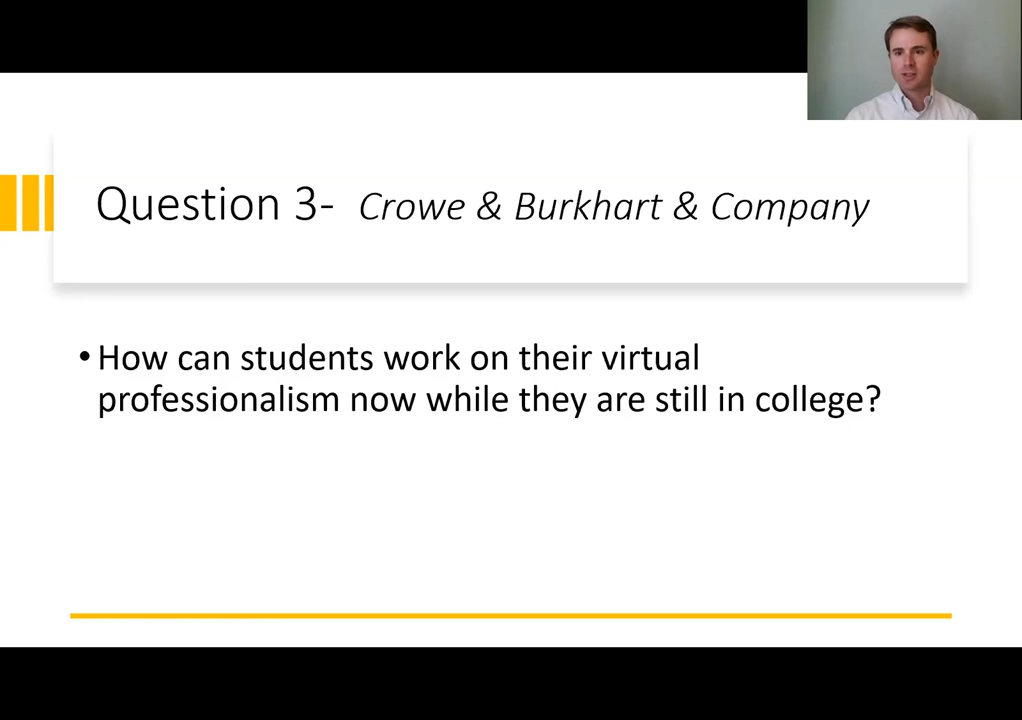 Question 3- Crowe & Burkhart & Company
• How can students work on their virtual
professionalism now while they are still in college?